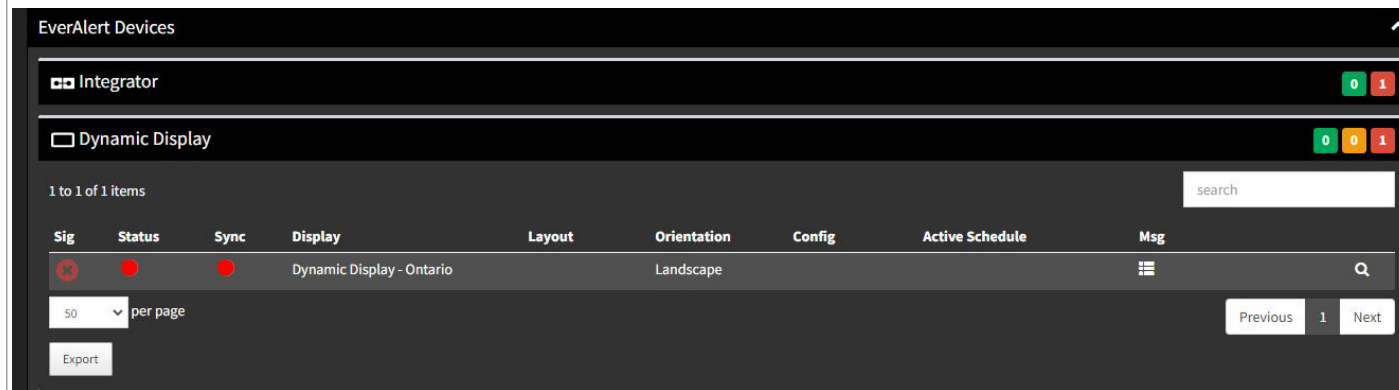 EverAlert Devices
Integrator
0 1
Dynamic Display
0 0 1
1 to 1 of 1 items
search
Sig Status Sync Display Layout Orientation Config Active Schedule Msg
Dynamic Display - Ontario Landscape
50 per page
Previous 1 Next
Export